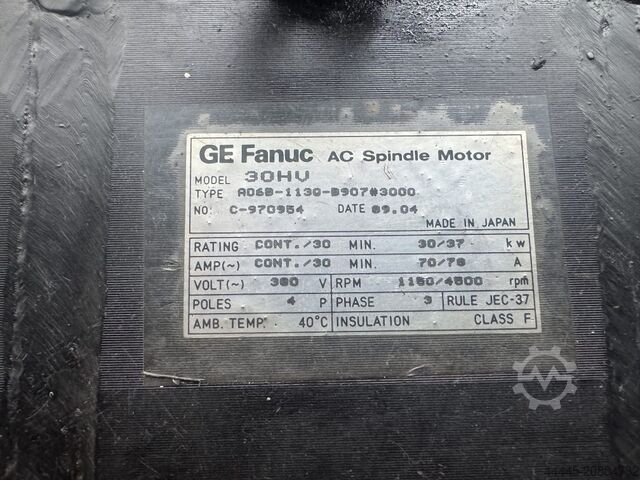 GE Fanuc AC Spindle Motor
MODEL 30HV
TYPE A06B-1130-B907#3000
NO. C-970954 DATE 89.04
MADE IN JAPAN
RATING CONT./30 MIN. 30/37 kw
AMP(~) CONT./30 MIN. 70/76 A
VOLT(~) 380 V RPM 1150/4500 rpm
POLES 4 P PHASE 3 RULE JEC-37
AMB. TEMP. 40°C INSULATION CLASS F